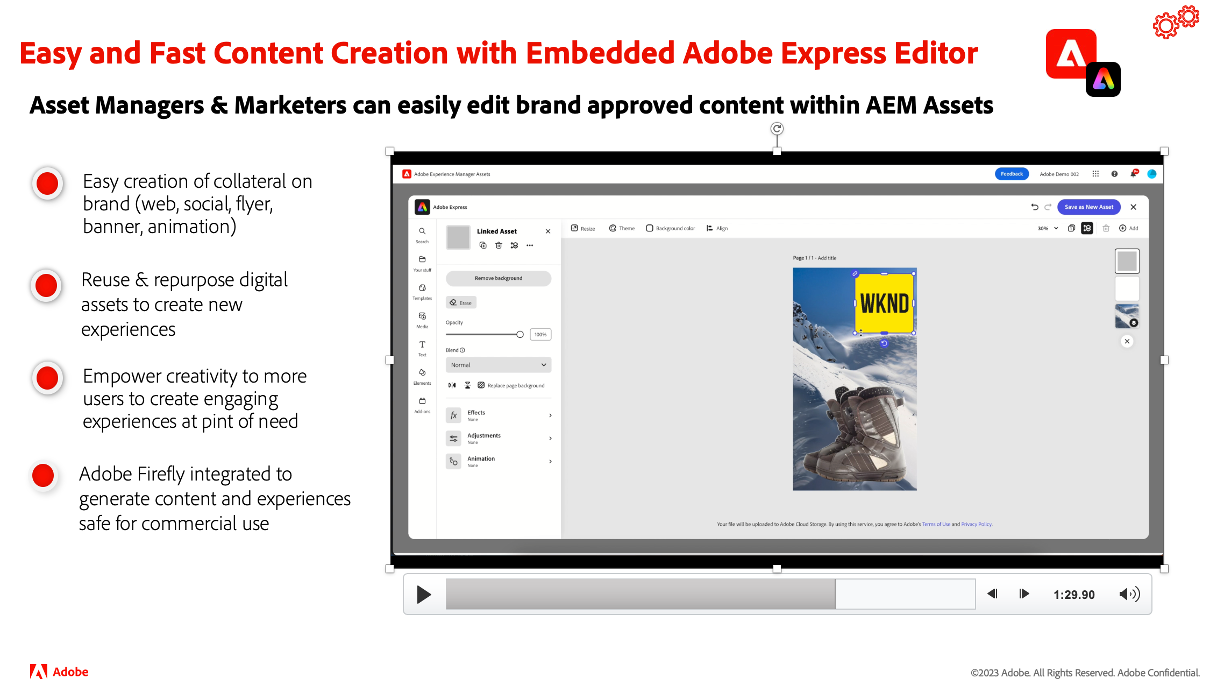 Easy and Fast Content Creation with Embedded Adobe Express Editor
Asset Managers & Marketers can easily edit brand approved content within AEM Assets
Easy creation of collateral on
brand (web, social, flyer,
banner, animation)
Reuse & repurpose digital
assets to create new
experiences
Empower creativity to more
users to create engaging
experiences at pint of need
Adobe Firefly integrated to
generate content and experiences
safe for commercial use
Adobe Experience Manager Assets
Feedback
Adobe Demo 002
Adobe Express
Save as New Asset
Search
Your stuff
Templates
Media
Text
Elements
Add-ons
Linked Asset
Remove background
Erase
Opacity
100%
Blend
Normal
Replace page background
fx
Effects
None
Adjustments
None
Animation
None
Resize
Theme
Background color
Align
30%
Add
Page 1 / 1 - Add title
WKND
Your file will be uploaded to Adobe Cloud Storage. By using this service, you agree to Adobe's Terms of Use and Privacy Policy.
1:29.90
Adobe
©2023 Adobe. All Rights Reserved. Adobe Confidential.